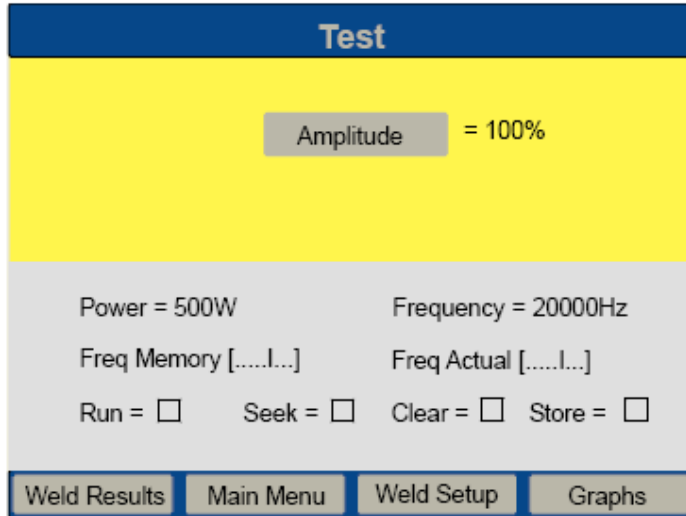 Test
Amplitude = 100%
Power = 500W Frequency = 20000Hz
Freq Memory [.....I...] Freq Actual [.....I...]
Run = Seek = Clear = Store =
Weld Results Main Menu Weld Setup Graphs